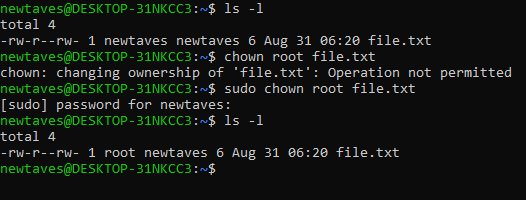 newtaves@DESKTOP-31NKCC3:~$ ls -l
total 4
-rw-r--rw- 1 newtaves newtaves 6 Aug 31 06:20 file.txt
newtaves@DESKTOP-31NKCC3:~$ chown root file.txt
chown: changing ownership of 'file.txt': Operation not permitted
newtaves@DESKTOP-31NKCC3:~$ sudo chown root file.txt
[sudo] password for newtaves:
newtaves@DESKTOP-31NKCC3:~$ ls -l
total 4
-rw-r--rw- 1 root newtaves 6 Aug 31 06:20 file.txt
newtaves@DESKTOP-31NKCC3:~$